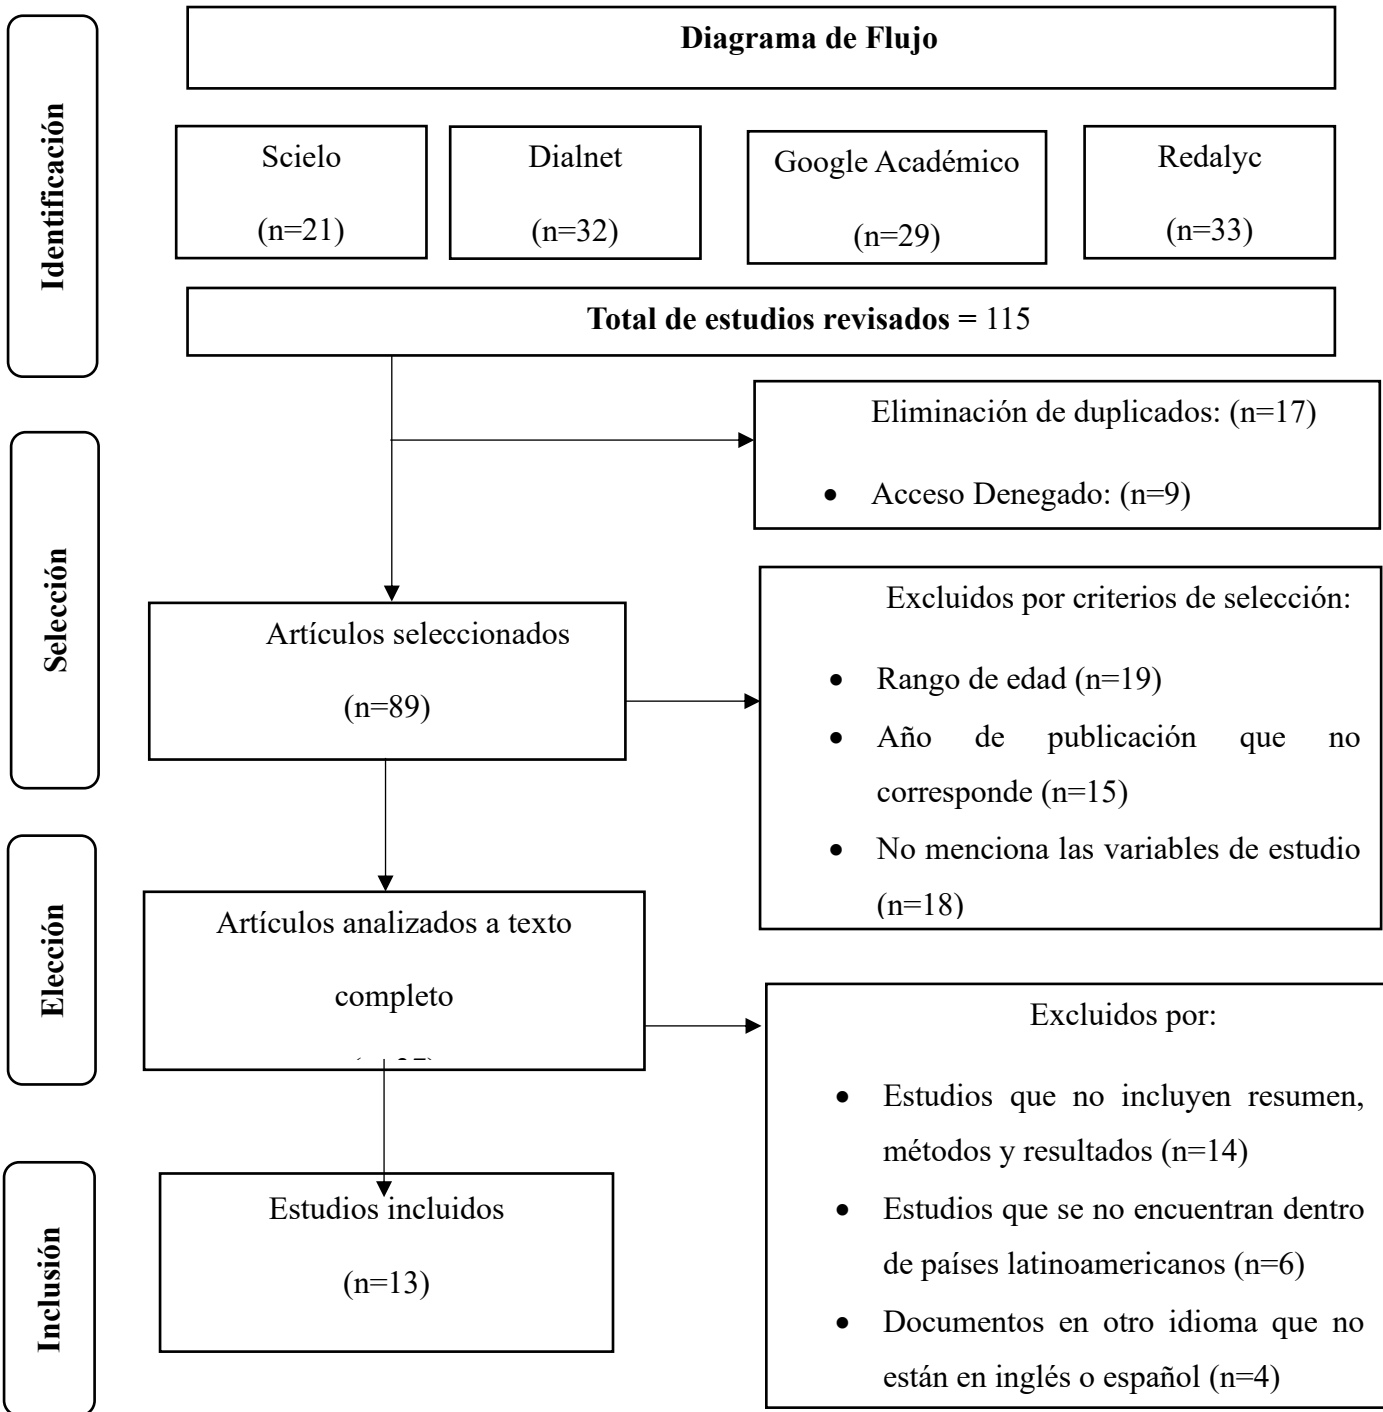 Diagrama de Flujo
Identificación
Scielo
(n=21)
Dialnet
(n=32)
Google Académico
(n=29)
Redalyc
(n=33)
Total de estudios revisados = 115
Eliminación de duplicados: (n=17)
• Acceso Denegado: (n=9)
Selección
Artículos seleccionados
(n=89)
Excluidos por criterios de selección:
• Rango de edad (n=19)
• Año de publicación que no
corresponde (n=15)
• No menciona las variables de estudio
(n=18)
Elección
Artículos analizados a texto
completo
Excluidos por:
• Estudios que no incluyen resumen,
métodos y resultados (n=14)
• Estudios que se no encuentran dentro
de países latinoamericanos (n=6)
• Documentos en otro idioma que no
están en inglés o español (n=4)
Inclusión
Estudios incluidos
(n=13)